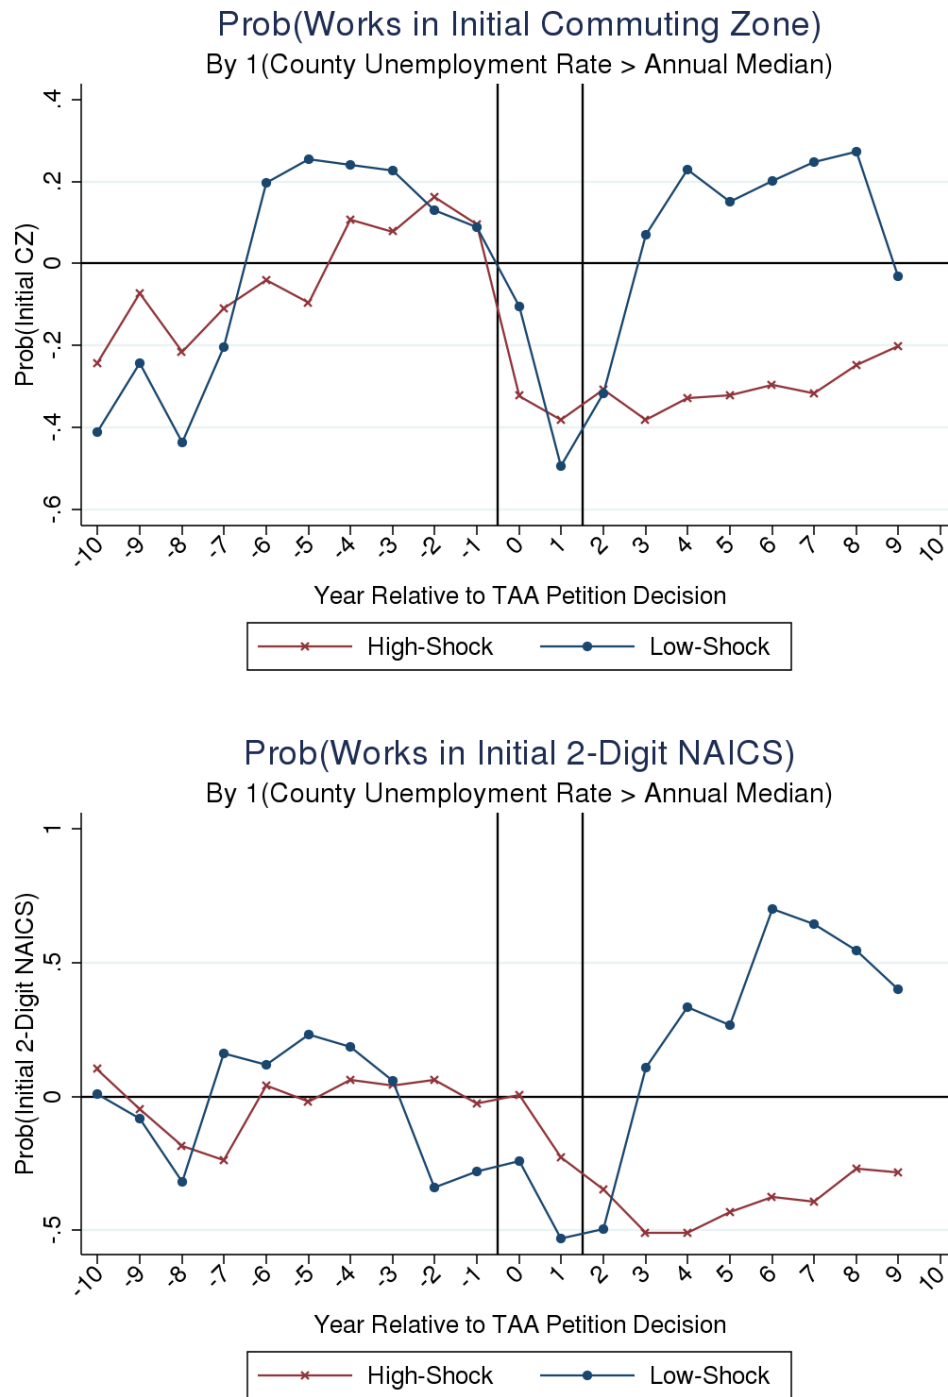 Prob(Works in Initial Commuting Zone)
By 1(County Unemployment Rate > Annual Median)
Prob(Initial CZ)
.4
.2
0
-.2
-.4
-.6
-10 -9 -8 -7 -6 -5 -4 -3 -2 -1 0 1 2 3 4 5 6 7 8 9 10
Year Relative to TAA Petition Decision
High-Shock Low-Shock
Prob(Works in Initial 2-Digit NAICS)
By 1(County Unemployment Rate > Annual Median)
Prob(Initial 2-Digit NAICS)
1
.5
0
-.5
-10 -9 -8 -7 -6 -5 -4 -3 -2 -1 0 1 2 3 4 5 6 7 8 9 10
Year Relative to TAA Petition Decision
High-Shock Low-Shock